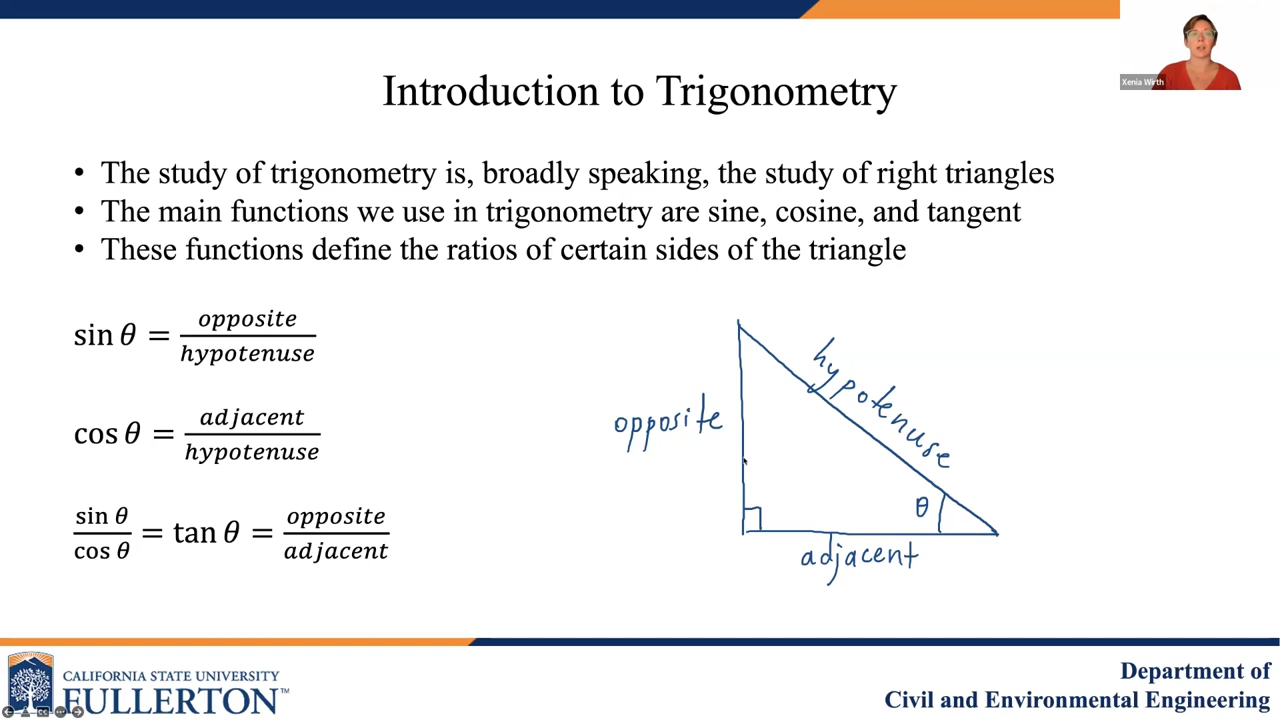 Xenia Wirth
Introduction to Trigonometry
• The study of trigonometry is, broadly speaking, the study of right triangles
• The main functions we use in trigonometry are sine, cosine, and tangent
• These functions define the ratios of certain sides of the triangle
sin θ = opposite / hypotenuse
cos θ = adjacent / hypotenuse
sin θ / cos θ = tan θ = opposite / adjacent
hypotenuse
opposite
θ
adjacent
CALIFORNIA STATE UNIVERSITY
FULLERTON™
Department of
Civil and Environmental Engineering